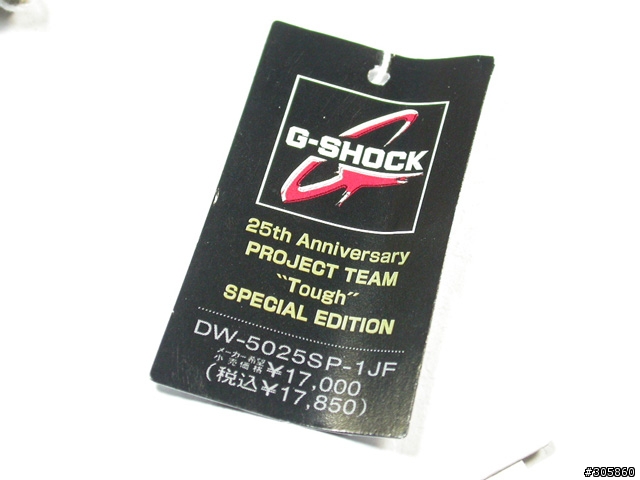 G-SHOCK
25th Anniversary
PROJECT TEAM
“Tough”
SPECIAL EDITION
DW-5025SP-1JF
メーカー希望
小売価格 ¥17,000
(税込¥17,850)
#305860